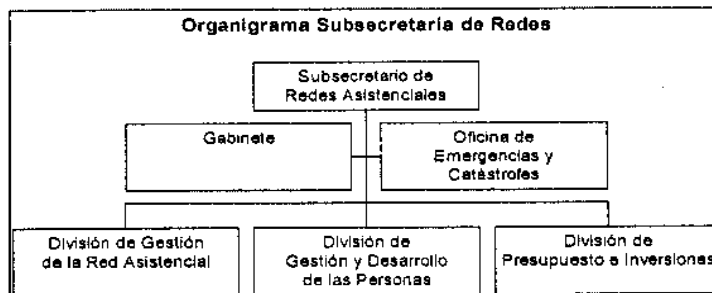 Organigrama Subsecretaría de Redes
Subsecretario de
Redes Asistenciales
Gabinete
Oficina de
Emergencias y
Catástrofes
División de Gestión
de la Red Asistencial
División de
Gestión y Desarrollo
de las Personas
División de
Presupuesto e Inversiones